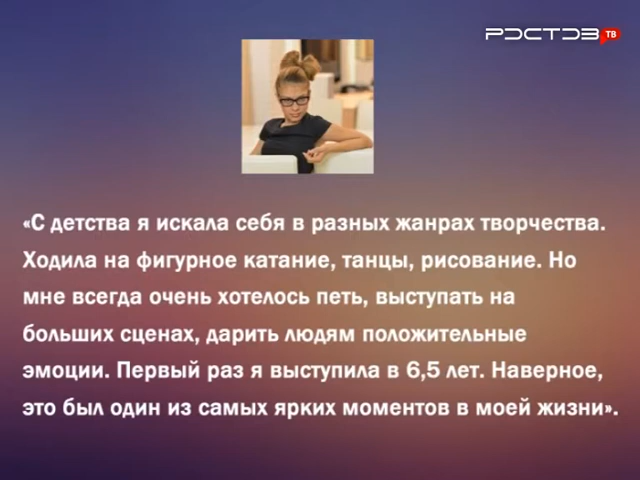 РОСТОВ ТВ
«С детства я искала себя в разных жанрах творчества.
Ходила на фигурное катание, танцы, рисование. Но
мне всегда очень хотелось петь, выступать на
больших сценах, дарить людям положительные
эмоции. Первый раз я выступила в 6,5 лет. Наверное,
это был один из самых ярких моментов в моей жизни».